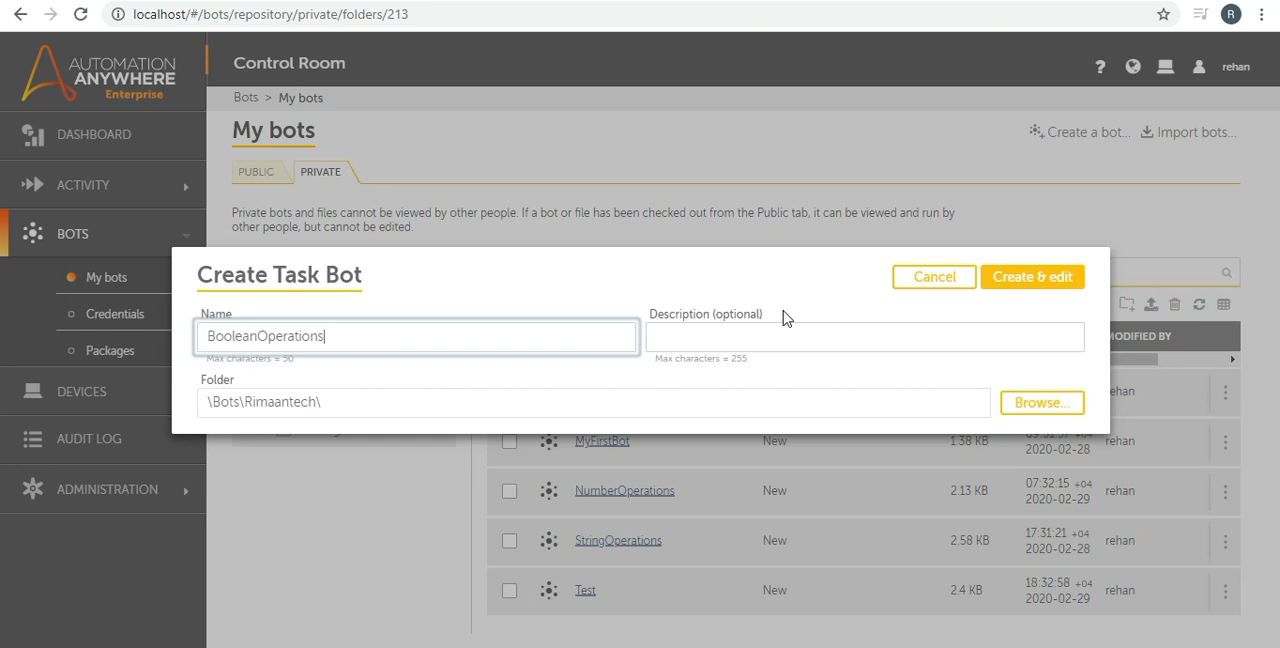 localhost/#/bots/repository/private/folders/213
R
AUTOMATION
ANYWHERE
Enterprise
Control Room
rehan
Bots > My bots
My bots
Create a bot...
Import bots...
PUBLIC
PRIVATE
Private bots and files cannot be viewed by other people. If a bot or file has been checked out from the Public tab, it can be viewed and run by
other people, but cannot be edited.
DASHBOARD
ACTIVITY
BOTS
My bots
Credentials
Packages
DEVICES
AUDIT LOG
ADMINISTRATION
Create Task Bot
Cancel
Create & edit
Name
Description (optional)
BooleanOperations
Max characters = 50
Max characters = 255
Folder
\Bots\Rimaantech\
Browse...
MODIFIED BY
MyFirstBot New 1.38 KB 2020-02-28 rehan
NumberOperations New 2.13 KB 07:32:15 +04 rehan
2020-02-29
StringOperations New 2.58 KB 17:31:21 +04 rehan
2020-02-28
Test New 2.4 KB 18:32:58 +04 rehan
2020-02-29